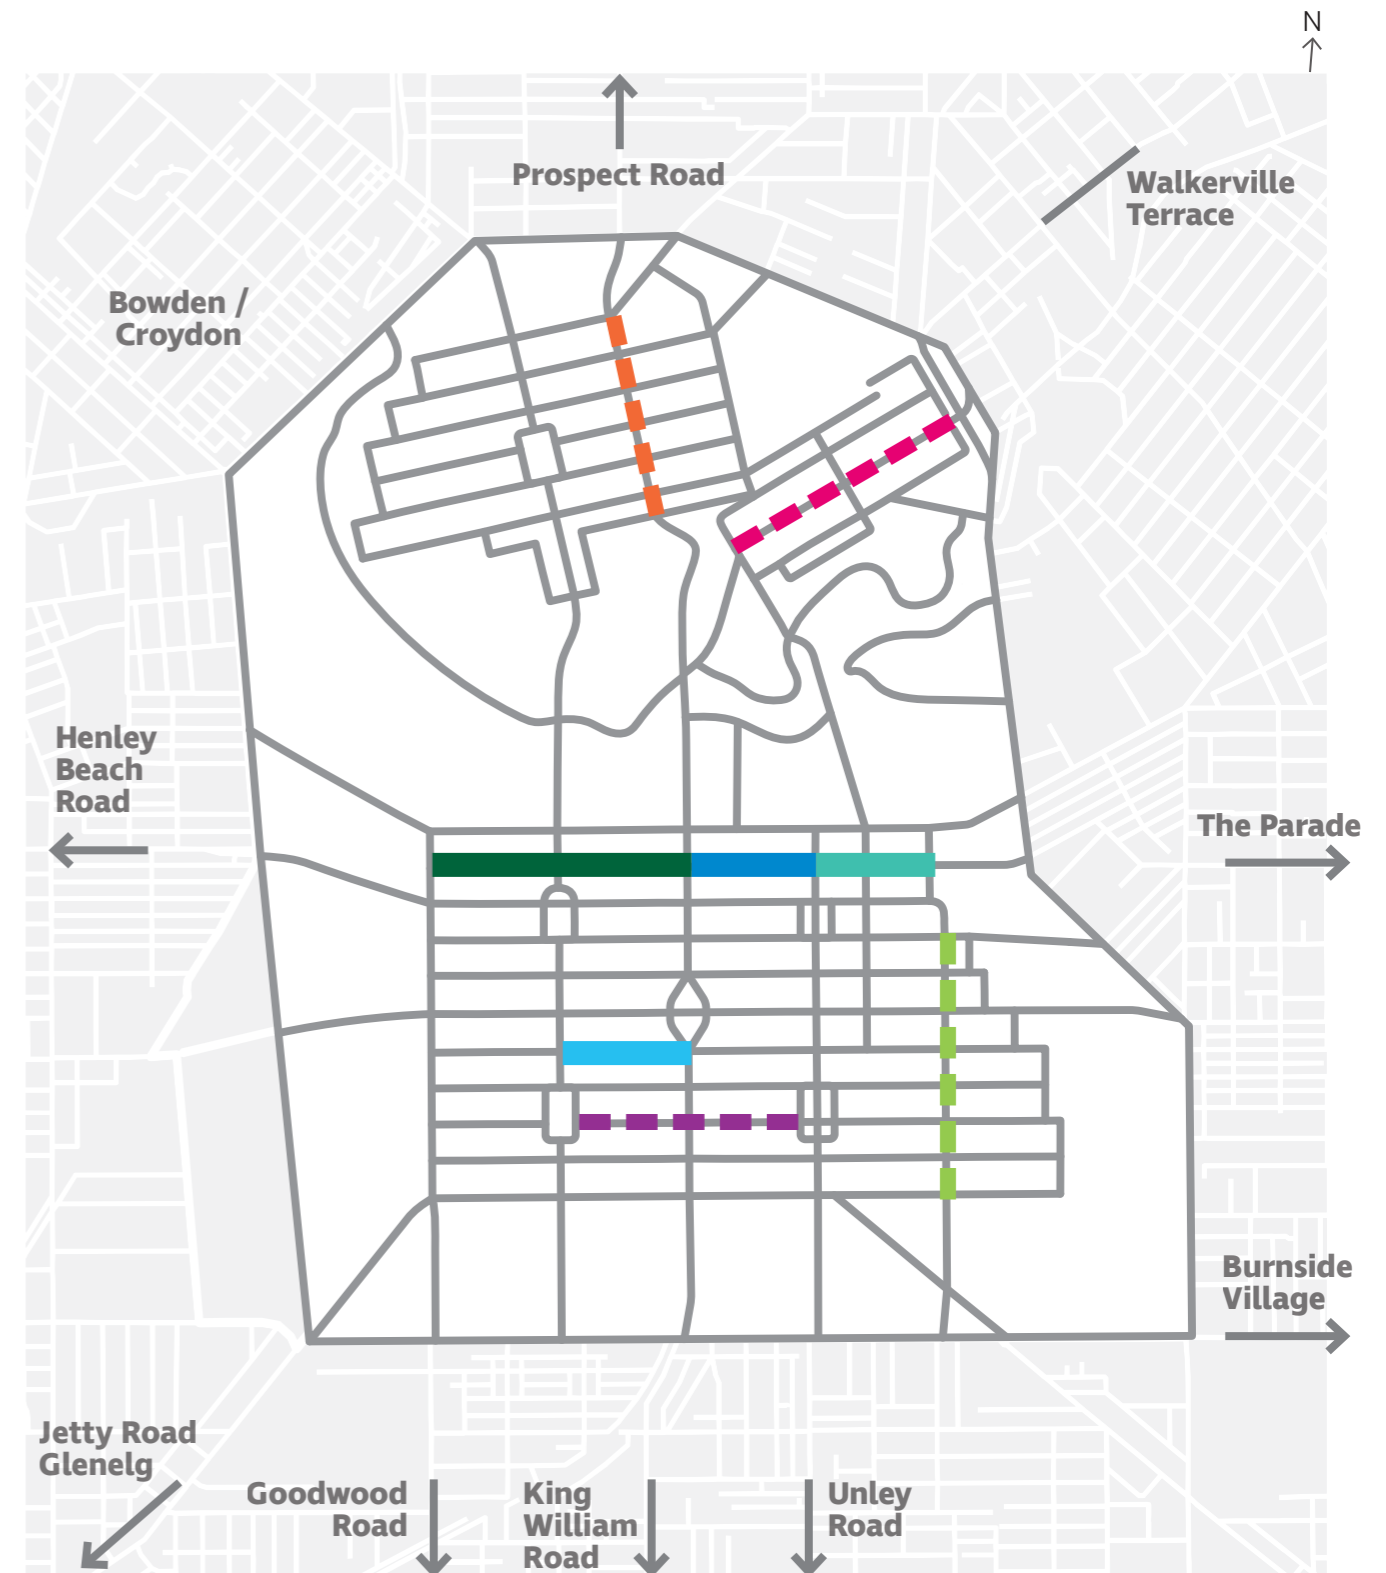 N
Prospect Road
Walkerville
Terrace
Bowden /
Croydon
Henley
Beach
Road
The Parade
Burnside
Village
Jetty Road
Glenelg
Goodwood
Road
King
William
Road
Unley
Road